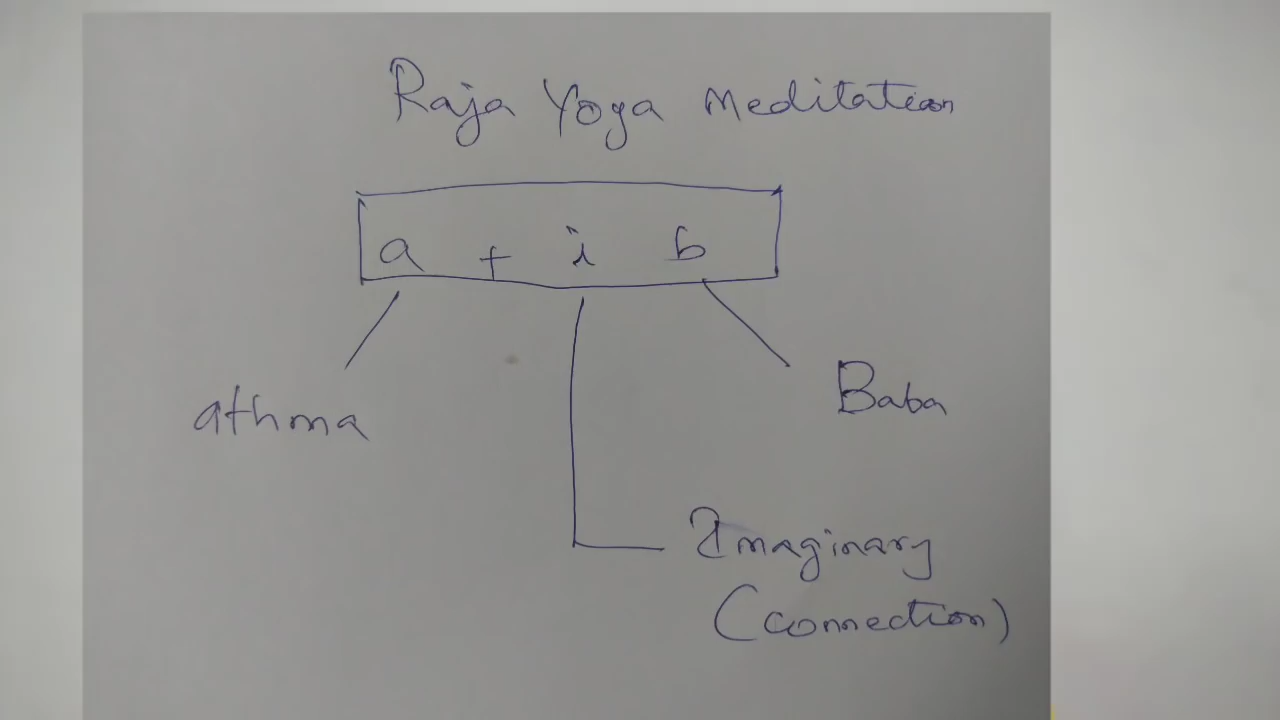 Raja Yoga Meditation
a + i b
athma
Baba
Imaginary
(connection)